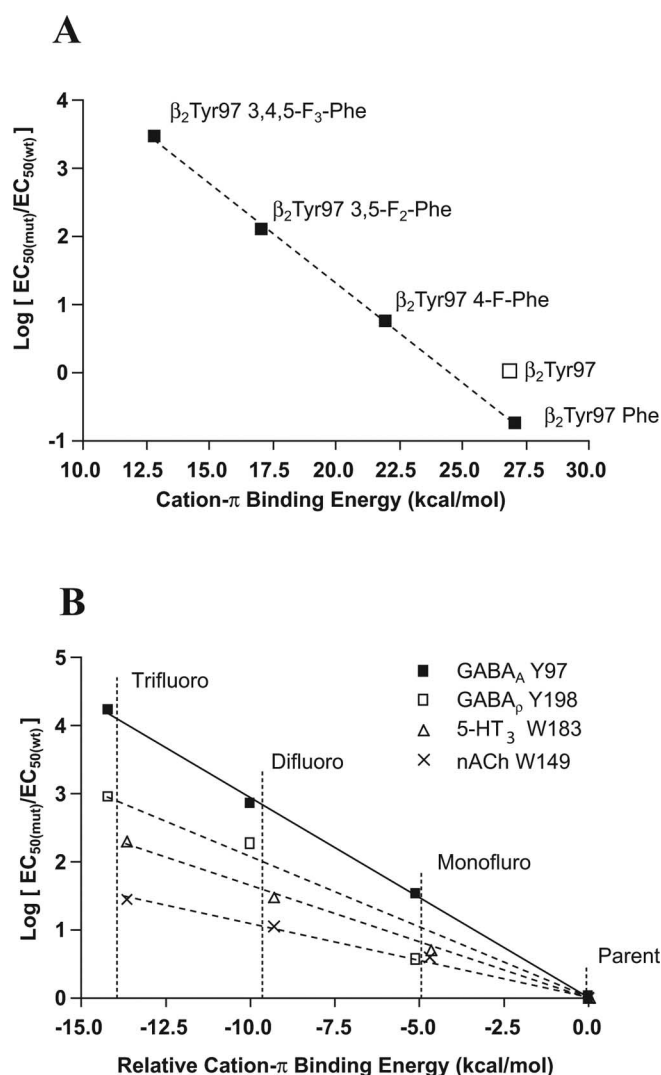 A
4
3
2
1
0
-1
Log [ EC50(mut)/EC50(wt) ]
β2Tyr97 3,4,5-F3-Phe
β2Tyr97 3,5-F2-Phe
β2Tyr97 4-F-Phe
β2Tyr97
β2Tyr97 Phe
10.0 12.5 15.0 17.5 20.0 22.5 25.0 27.5 30.0
Cation-π Binding Energy (kcal/mol)
B
5
4
3
2
1
0
Log [ EC50(mut)/EC50(wt) ]
Trifluoro
Difluoro
Monofluro
Parent
GABAA Y97
GABAρ Y198
5-HT3 W183
nACh W149
-15.0 -12.5 -10.0 -7.5 -5.0 -2.5 0.0
Relative Cation-π Binding Energy (kcal/mol)